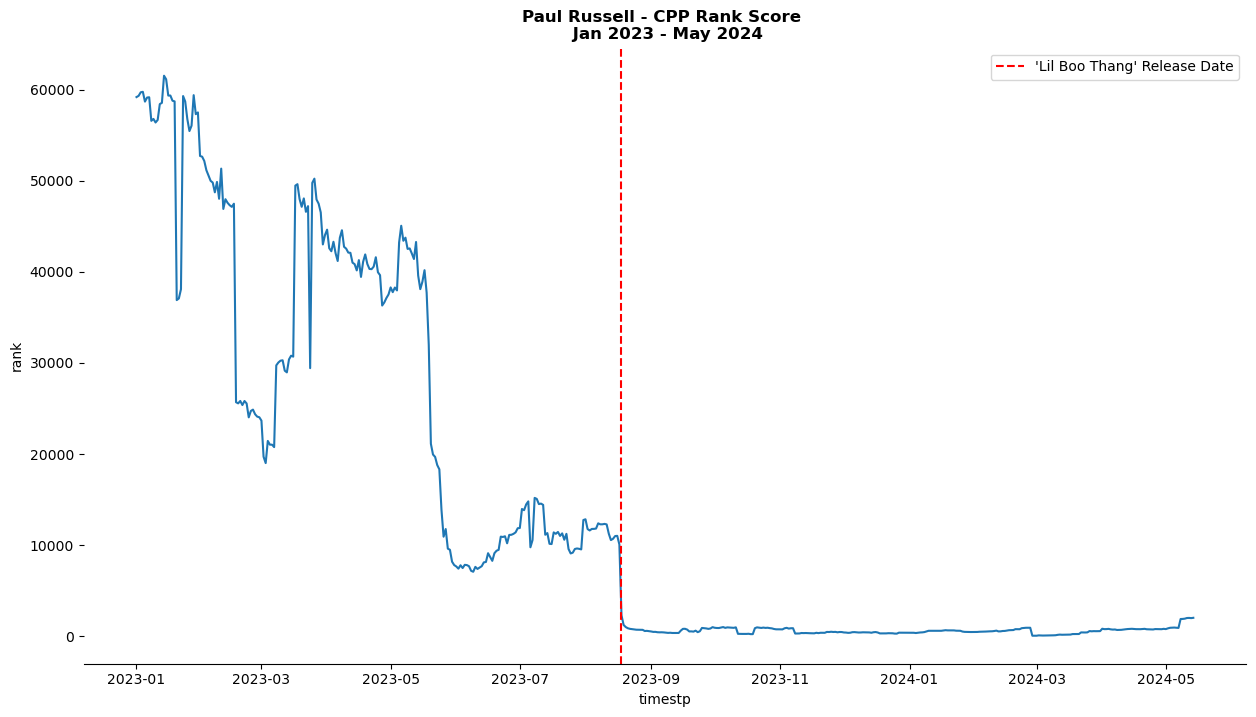 Paul Russell - CPP Rank Score
Jan 2023 - May 2024
'Lil Boo Thang' Release Date
rank
60000
50000
40000
30000
20000
10000
0
2023-01 2023-03 2023-05 2023-07 2023-09 2023-11 2024-01 2024-03 2024-05
timestp